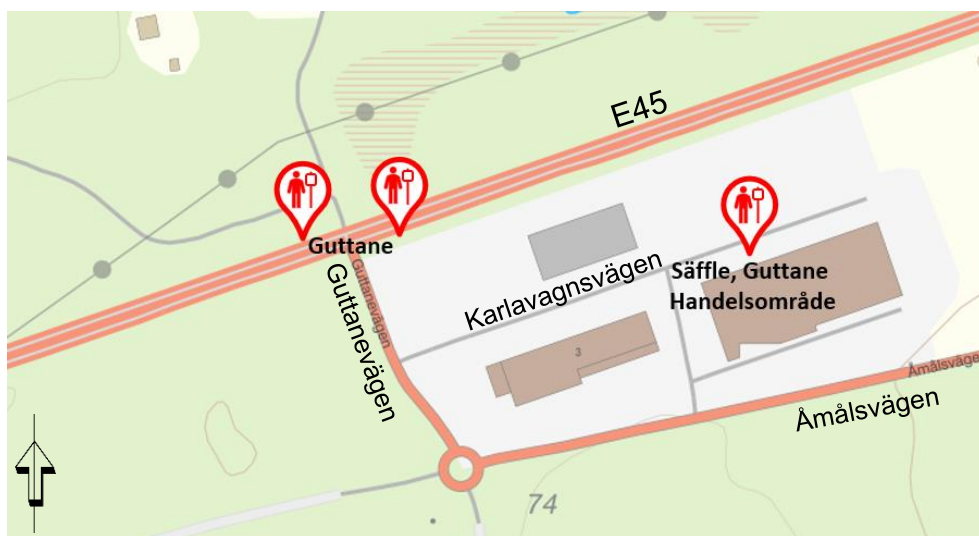 E45
Guttane
Guttanevägen
Guttanevägen
Karlavagnsvägen
Säffle, Guttane
Handelsområde
3
Åmålsväge
Åmålsvägen
74